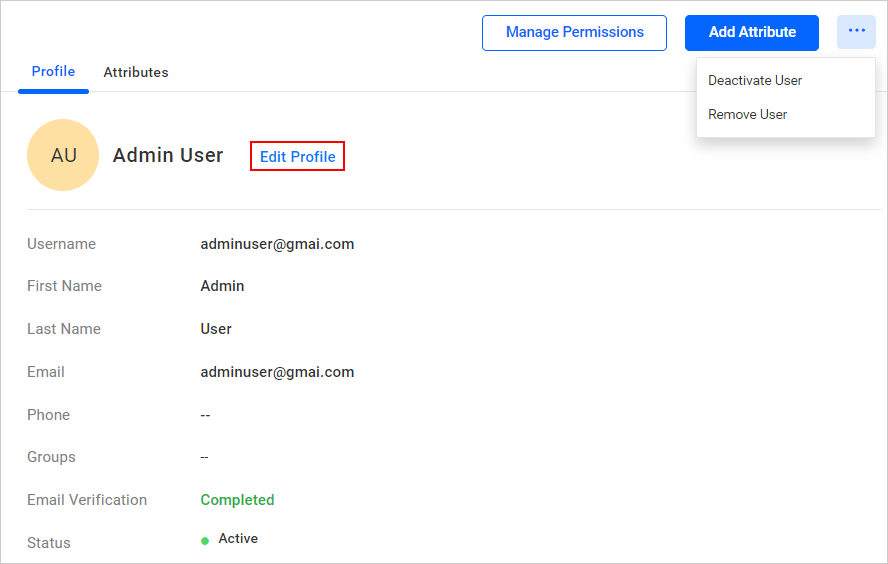 Manage Permissions
Add Attribute
...
Profile
Attributes
Deactivate User
Remove User
AU
Admin User
Edit Profile
Username adminuser@gmai.com
First Name Admin
Last Name User
Email adminuser@gmai.com
Phone --
Groups --
Email Verification Completed
Status Active